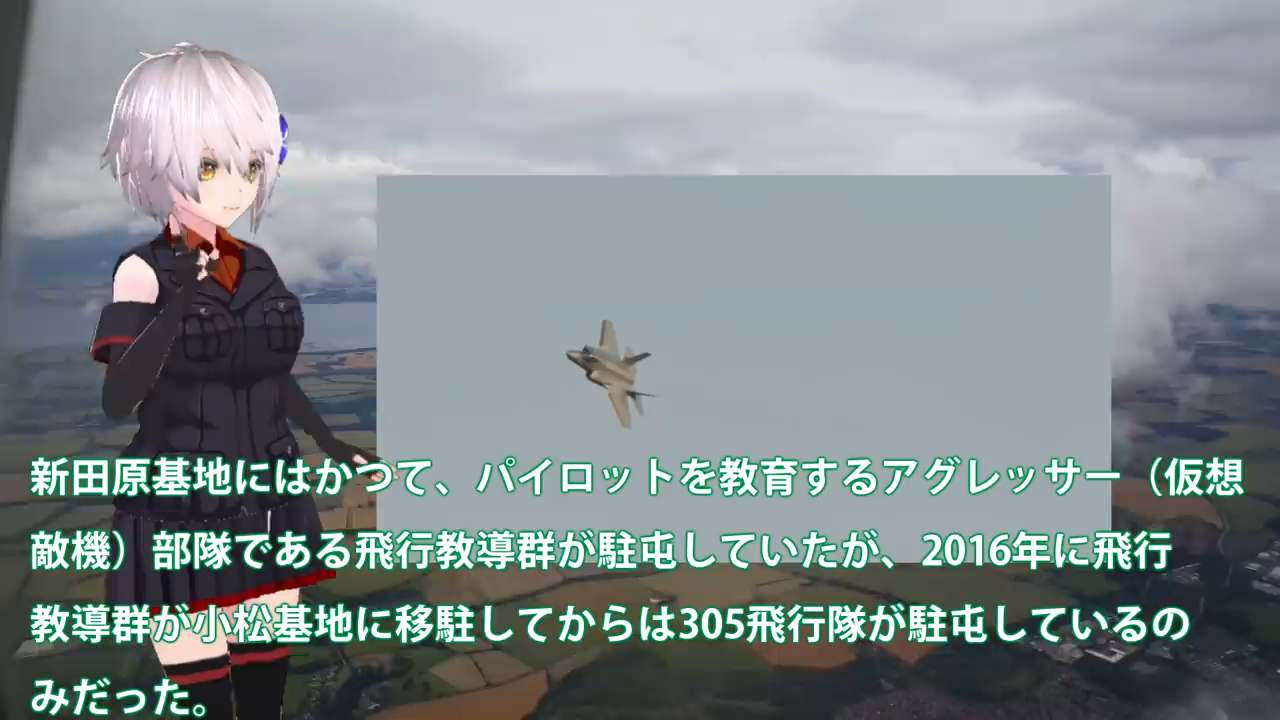 新田原基地にはかつて、パイロットを教育するアグレッサー（仮想
敵機）部隊である飛行教導群が駐屯していたが、2016年に飛行
教導群が小松基地に移駐してからは305飛行隊が駐屯しているの
みだった。